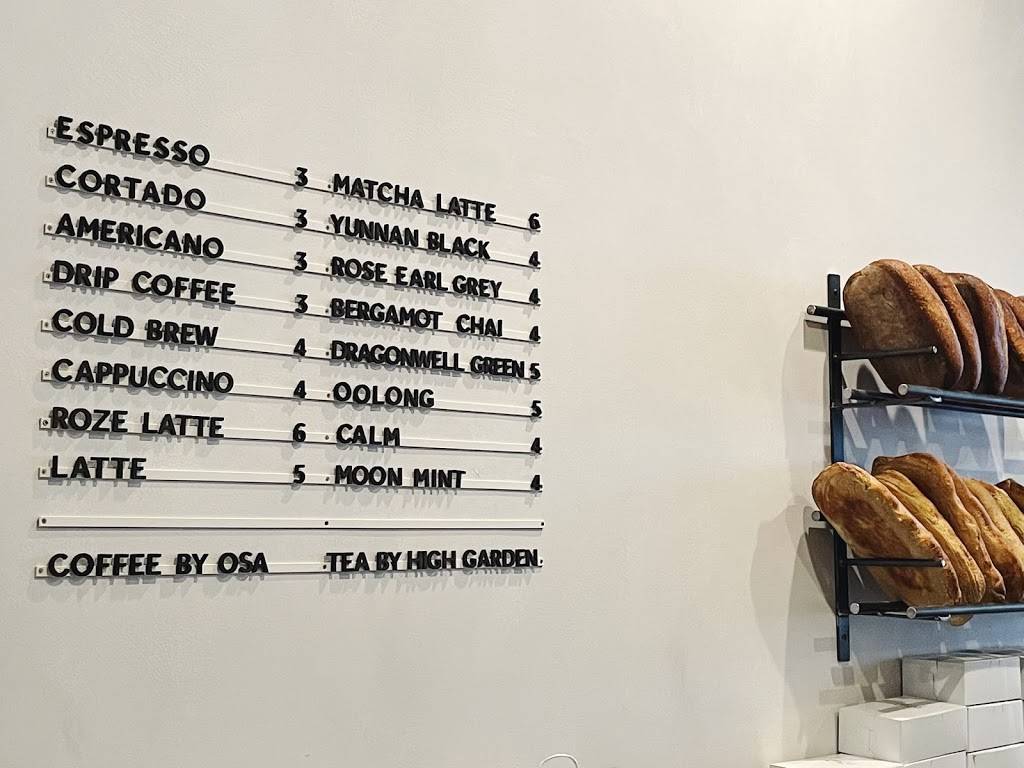 ESPRESSO 3
CORTADO 3
AMERICANO 3
DRIP COFFEE 3
COLD BREW 4
CAPPUCCINO 4
ROZE LATTE 6
LATTE 5
COFFEE BY OSA
MATCHA LATTE 6
YUNNAN BLACK 4
ROSE EARL GREY 4
BERGAMOT CHAI 4
DRAGONWELL GREEN 5
OOLONG 5
CALM 4
MOON MINT 4
TEA BY HIGH GARDEN